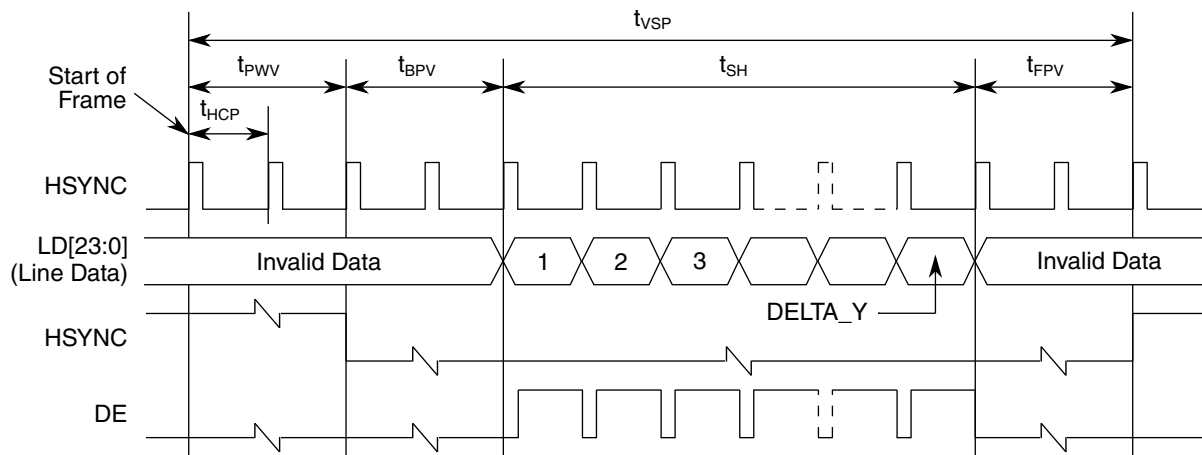 tVSP
tPWV tBPV tSH tFPV
Start of
Frame
tHCP
HSYNC
LD[23:0]
(Line Data)
Invalid Data 1 2 3 Invalid Data
DELTA_Y
HSYNC
DE